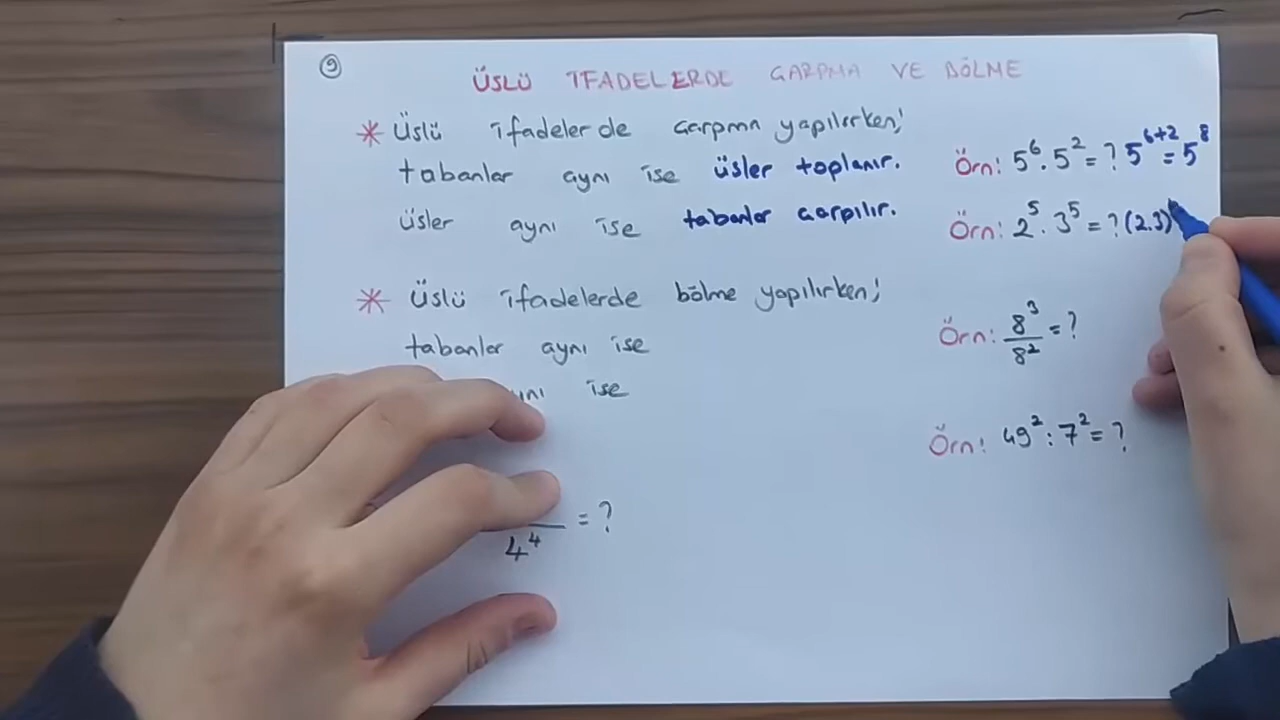 9
ÜSLÜ İFADELERDE ÇARPMA VE BÖLME
* Üslü ifadelerde çarpma yapılırken;
tabanlar aynı ise üsler toplanır.
üsler aynı ise tabanlar çarpılır.
Örn: 5⁶ . 5² = ? 5⁶⁺² = 5⁸
Örn: 2⁵ . 3⁵ = ? (2.3)
* Üslü ifadelerde bölme yapılırken;
tabanlar aynı ise
ise
Örn: 8³/8² = ?
Örn: 49² : 7² = ?
4⁴ = ?